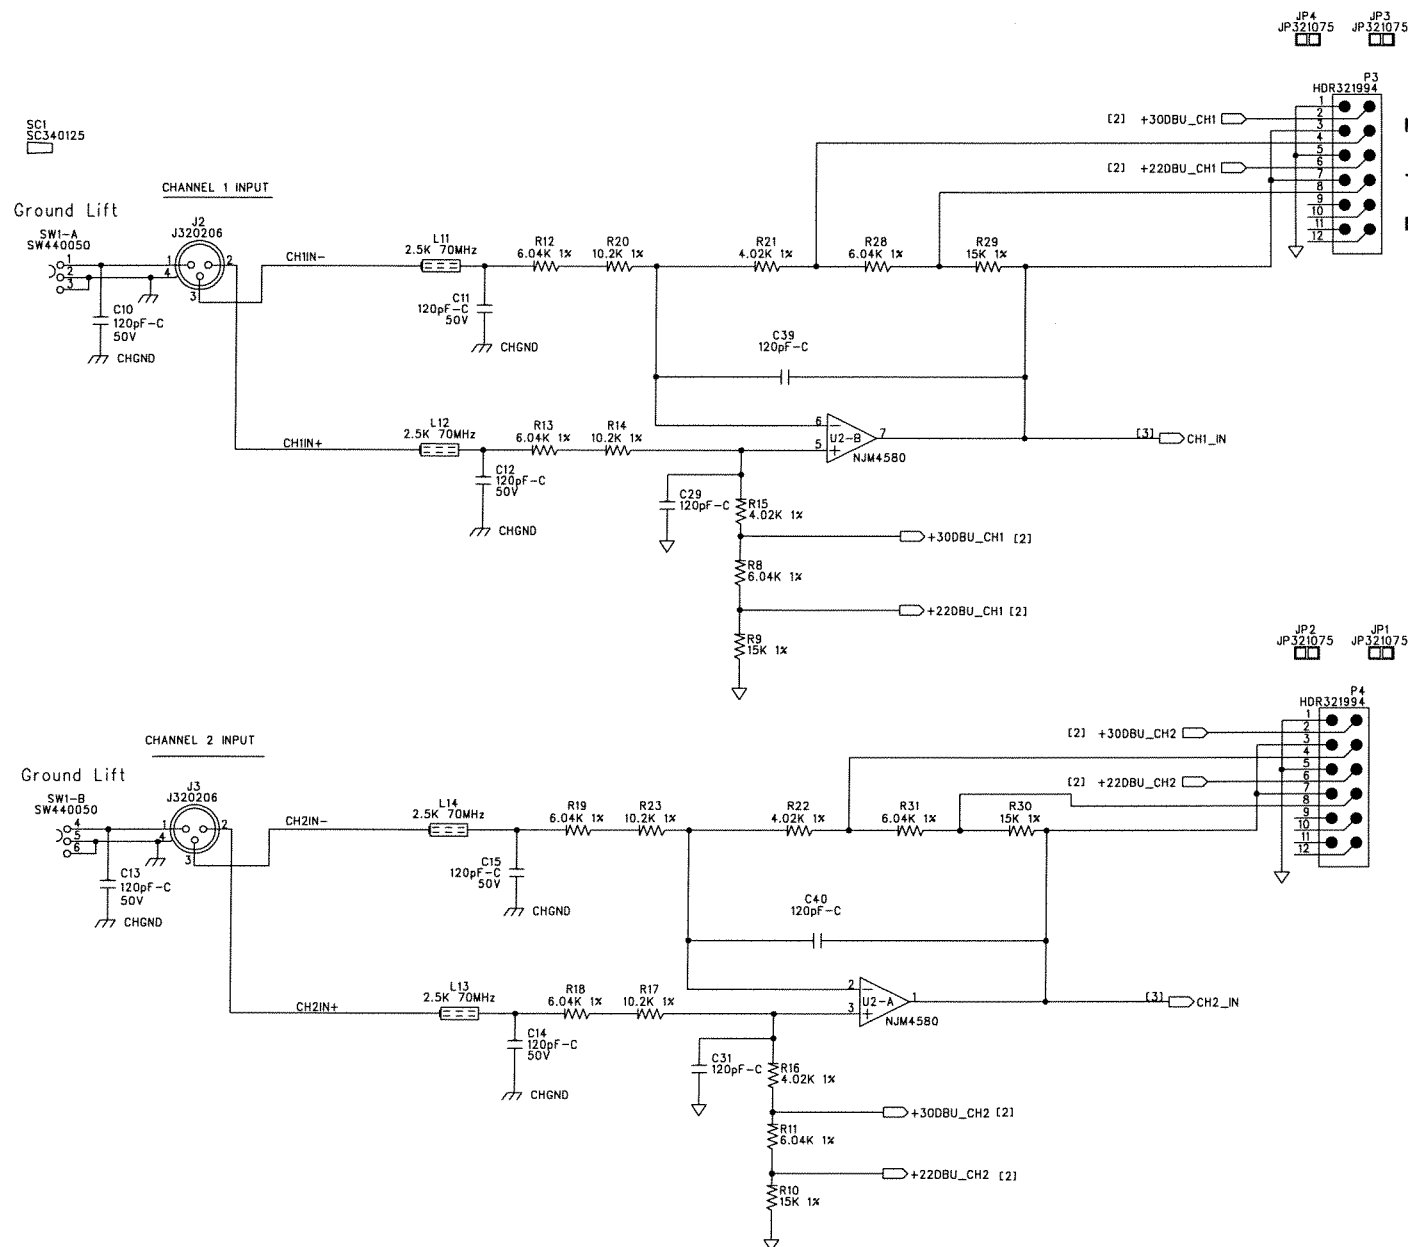 JP4
JP321075
JP3
JP321075
P3
HDR321994
1
2
3
4
5
6
7
8
9
10
11
12
[2] +30DBU_CH1
[2] +22DBU_CH1
SC1
SC340125
CHANNEL 1 INPUT
Ground Lift
SW1-A
SW440050
1
2
3
J2
J320206
1
2
4
3
C10
120pF-C
50V
CHGND
CH1IN-
L11
2.5K 70MHz
C11
120pF-C
50V
CHGND
R12
6.04K 1%
R20
10.2K 1%
R21
4.02K 1%
R28
6.04K 1%
R29
15K 1%
C39
120pF-C
CH1IN+
L12
2.5K 70MHz
C12
120pF-C
50V
CHGND
R13
6.04K 1%
R14
10.2K 1%
6
5
7
U2-B
NJM4580
[3]
CH1_IN
C29
120pF-C
R15
4.02K 1%
+30DBU_CH1 [2]
R8
6.04K 1%
+22DBU_CH1 [2]
R9
15K 1%
JP2
JP321075
JP1
JP321075
P4
HDR321994
1
2
3
4
5
6
7
8
9
10
11
12
[2] +30DBU_CH2
[2] +22DBU_CH2
CHANNEL 2 INPUT
Ground Lift
SW1-B
SW440050
4
5
6
J3
J320206
1
2
4
3
C13
120pF-C
50V
CHGND
CH2IN-
L14
2.5K 70MHz
C15
120pF-C
50V
CHGND
R19
6.04K 1%
R23
10.2K 1%
R22
4.02K 1%
R31
6.04K 1%
R30
15K 1%
C40
120pF-C
CH2IN+
L13
2.5K 70MHz
C14
120pF-C
50V
CHGND
R18
6.04K 1%
R17
10.2K 1%
2
3
1
U2-A
NJM4580
[3]
CH2_IN
C31
120pF-C
R16
4.02K 1%
+30DBU_CH2 [2]
R11
6.04K 1%
+22DBU_CH2 [2]
R10
15K 1%